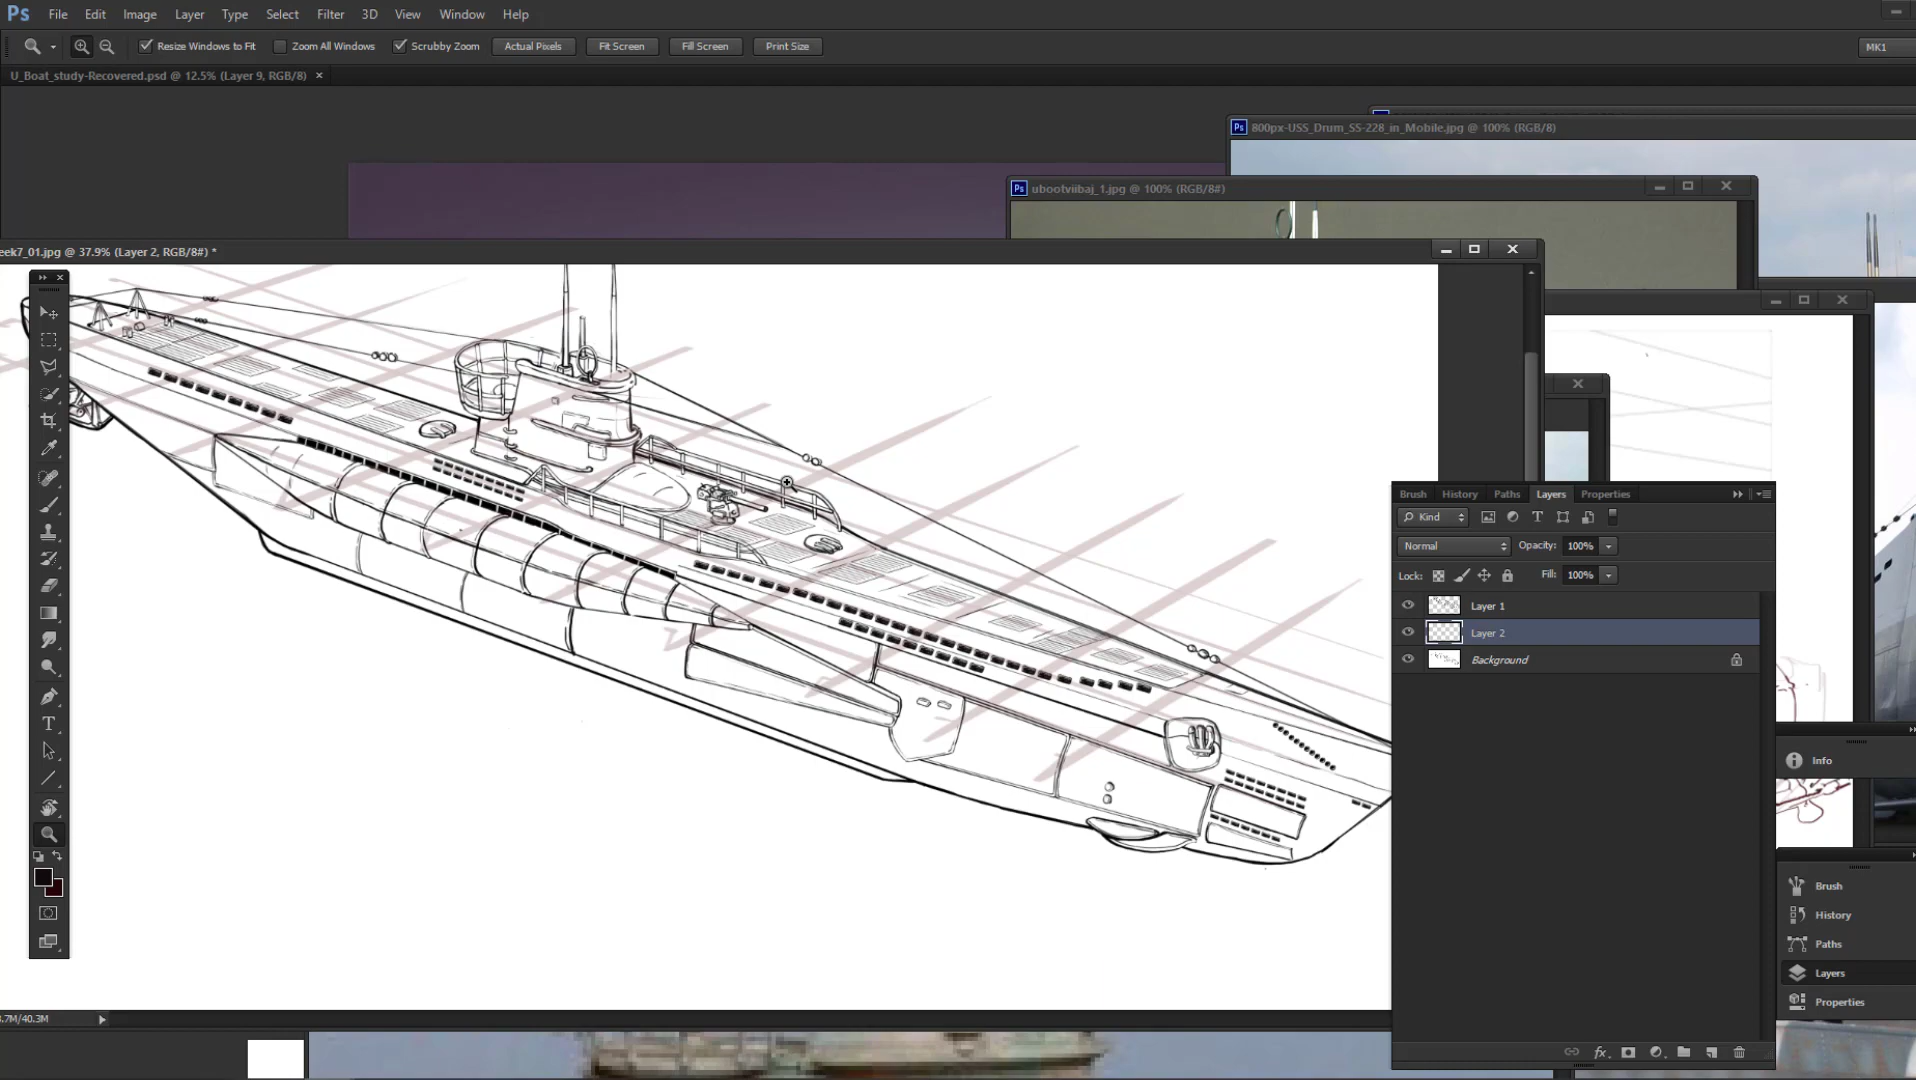 Ps File Edit Image Layer Type Select Filter 3D View Window Help
Resize Windows to Fit Zoom All Windows Scrubby Zoom Actual Pixels Fit Screen Fill Screen Print Size MK1
U_Boat_study-Recovered.psd @ 12.5% (Layer 9, RGB/8) ×
Ps 800px-USS_Drum_SS-228_in_Mobile.jpg @ 100% (RGB/8)
Ps ubootviibaj_1.jpg @ 100% (RGB/8#)
eek7_01.jpg @ 37.9% (Layer 2, RGB/8#) *
Brush History Paths Layers Properties
Kind
Normal Opacity: 100%
Lock: Fill: 100%
Layer 1
Layer 2
Background
Info
Brush
History
Paths
Layers
Properties
.7M/40.3M